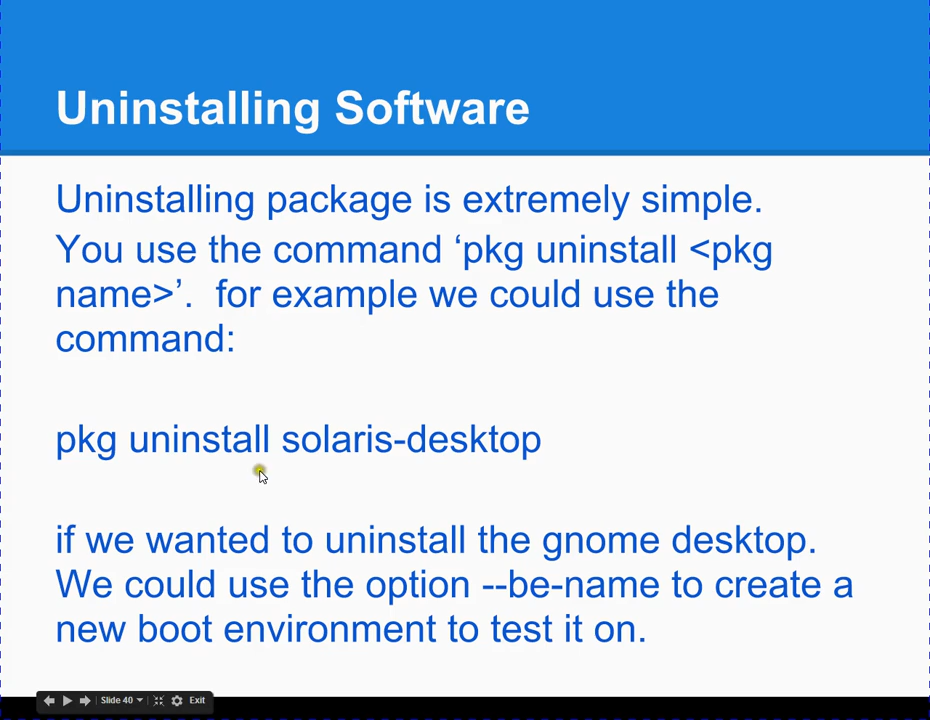 Uninstalling Software
Uninstalling package is extremely simple.
You use the command ‘pkg uninstall <pkg
name>’.  for example we could use the
command:
pkg uninstall solaris-desktop
if we wanted to uninstall the gnome desktop.
We could use the option --be-name to create a
new boot environment to test it on.
Slide 40 Exit